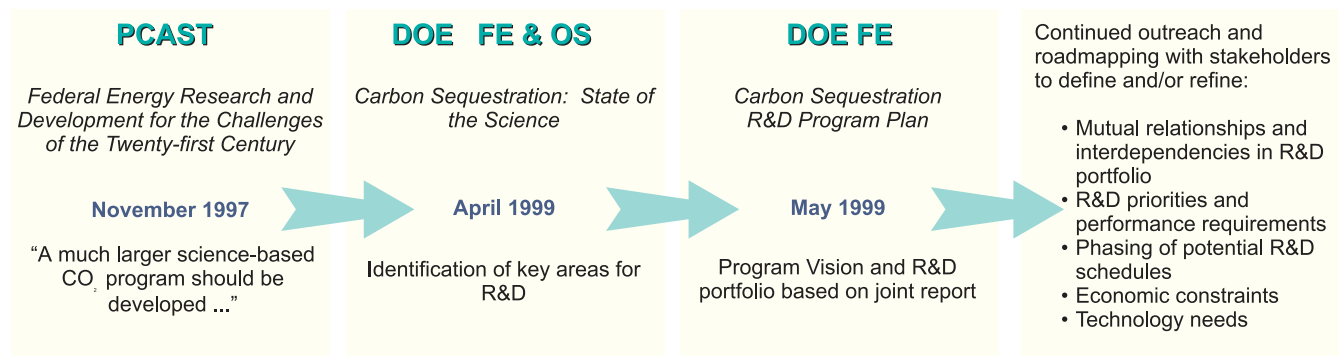 PCAST
Federal Energy Research and
Development for the Challenges
of the Twenty-first Century
November 1997
“A much larger science-based
CO₂ program should be
developed ...”
DOE FE & OS
Carbon Sequestration: State of
the Science
April 1999
Identification of key areas for
R&D
DOE FE
Carbon Sequestration
R&D Program Plan
May 1999
Program Vision and R&D
portfolio based on joint report
Continued outreach and
roadmapping with stakeholders
to define and/or refine:
• Mutual relationships and
interdependencies in R&D
portfolio
• R&D priorities and
performance requirements
• Phasing of potential R&D
schedules
• Economic constraints
• Technology needs